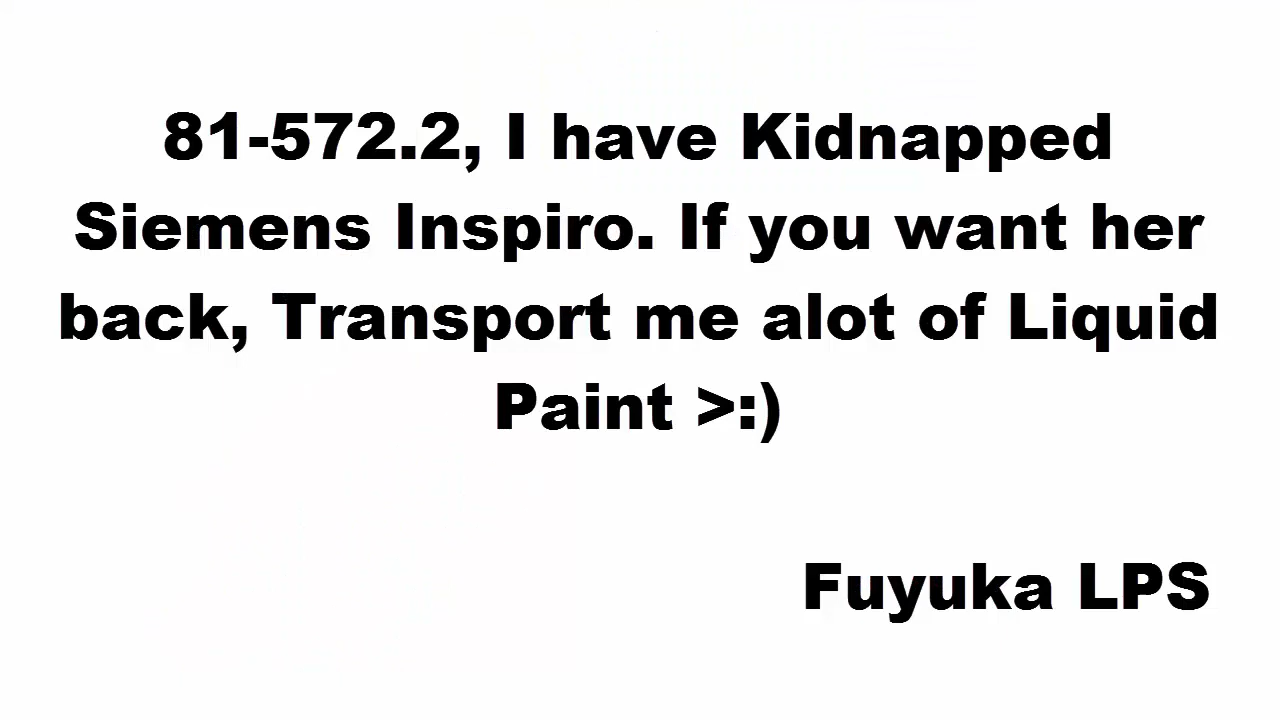 81-572.2, I have Kidnapped
Siemens Inspiro. If you want her
back, Transport me alot of Liquid
Paint >:)
Fuyuka LPS